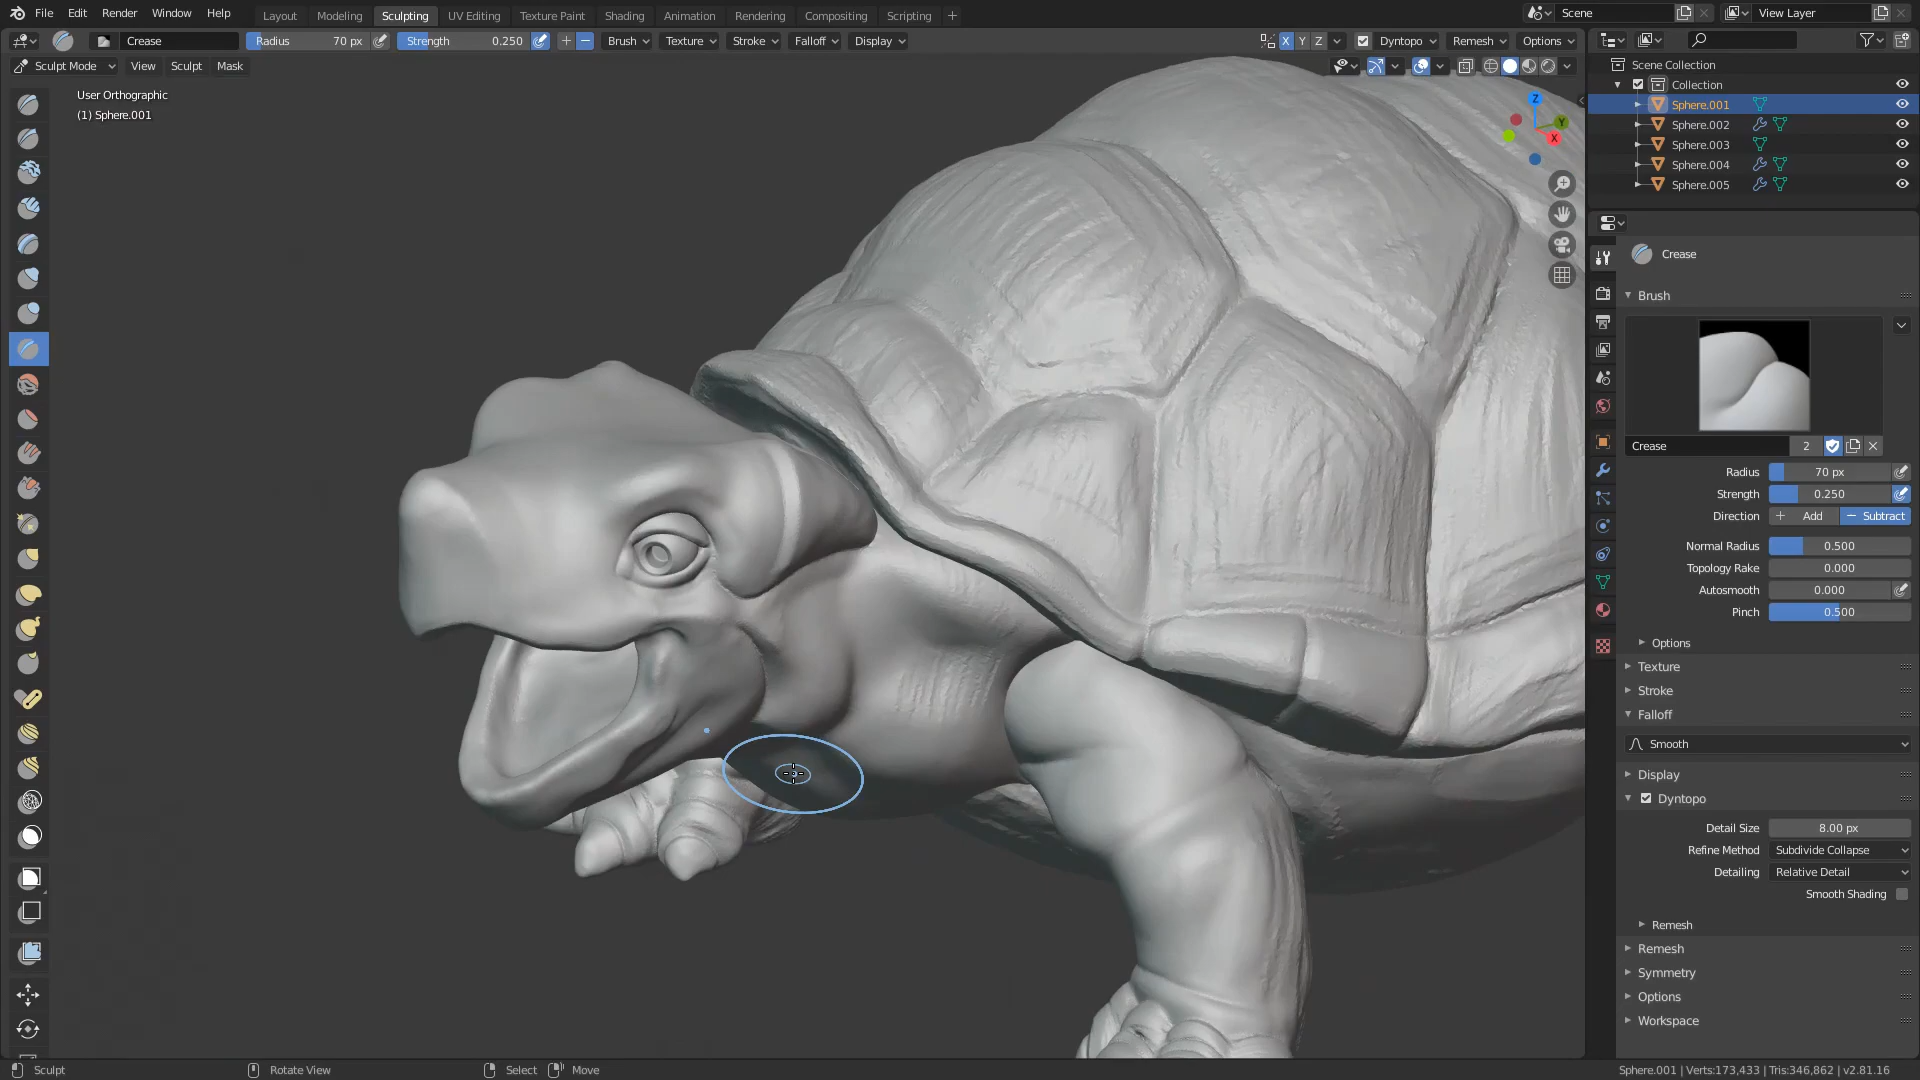 File Edit Render Window Help Layout Modeling Sculpting UV Editing Texture Paint Shading Animation Rendering Compositing Scripting + Scene View Layer
Crease Radius 70 px Strength 0.250 Brush Texture Stroke Falloff Display X Y Z Dyntopo Remesh Options
Sculpt Mode View Sculpt Mask
User Orthographic
(1) Sphere.001
Z
Y
X
Scene Collection
Collection
Sphere.001
Sphere.002
Sphere.003
Sphere.004
Sphere.005
Crease
Brush
Crease 2
Radius 70 px
Strength 0.250
Direction + Add − Subtract
Normal Radius 0.500
Topology Rake 0.000
Autosmooth 0.000
Pinch 0.500
Options
Texture
Stroke
Falloff
Smooth
Display
Dyntopo
Detail Size 8.00 px
Refine Method Subdivide Collapse
Detailing Relative Detail
Smooth Shading
Remesh
Remesh
Symmetry
Options
Workspace
Sculpt Rotate View Select Move Sphere.001 | Verts:173,433 | Tris:346,862 | v2.81.16